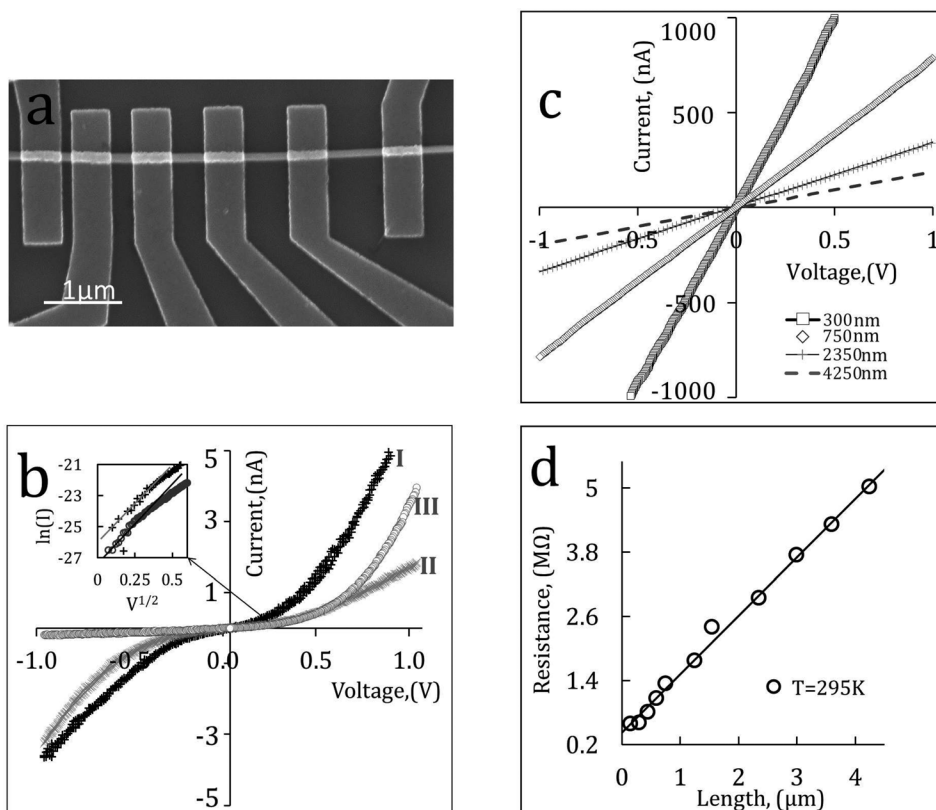 a
1μm
c
Current, (nA)
1000
500
-1
-0.5
0
0.5
1
Voltage,(V)
-500
-1000
300nm
750nm
2350nm
4250nm
b
-21
-23
-25
-27
ln(I)
0
0.25
0.5
V1/2
Current,(nA)
5
3
1
-1.0
-0.5
0.0
0.5
1.0
Voltage,(V)
-3
-5
I
III
II
d
Resistance, (MΩ)
5
3.8
2.6
1.4
0.2
T=295K
0
1
2
3
4
Length, (μm)